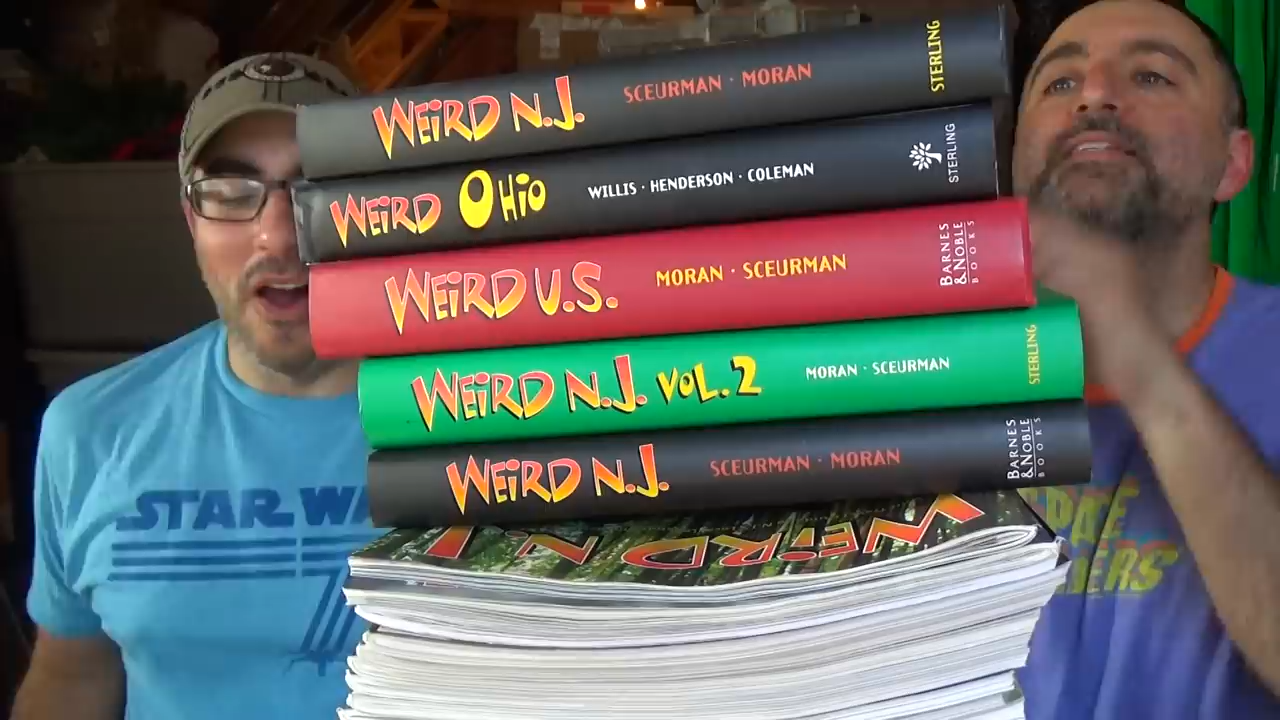 WEiRD N.J. SCEURMAN · MORAN STERLING
WEiRD OHiO WILLIS · HENDERSON · COLEMAN STERLING
WEiRD U.S. MORAN · SCEURMAN BARNES & NOBLE BOOKS
WEiRD N.J. VOL. 2 MORAN · SCEURMAN STERLING
WEiRD N.J. SCEURMAN · MORAN BARNES & NOBLE BOOKS
WEiRD N.J.
STAR WA